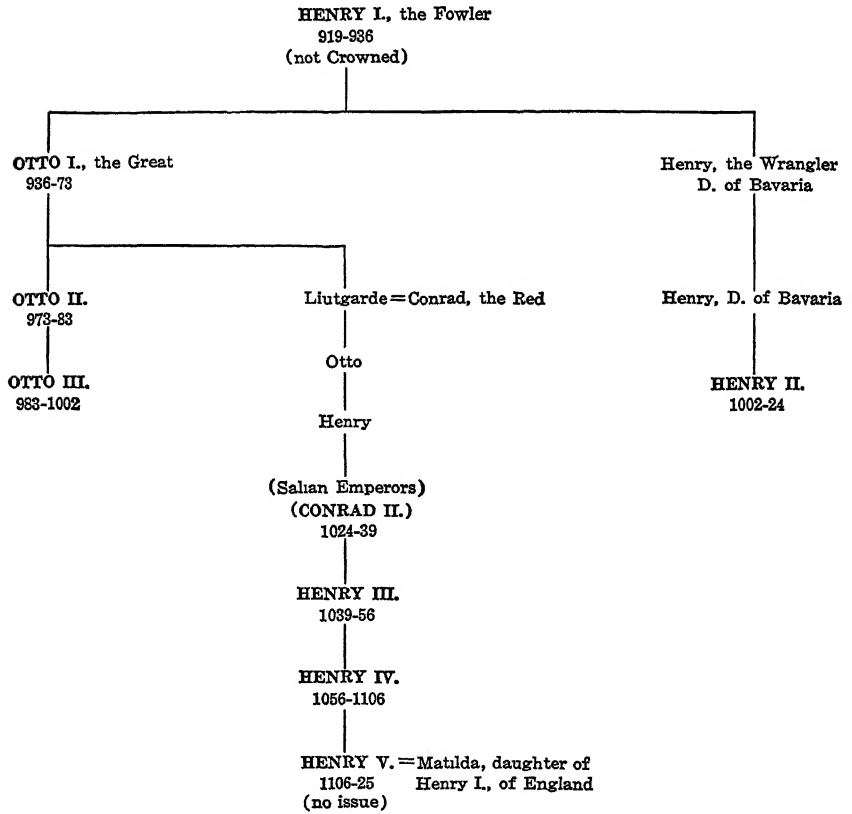 HENRY I., the Fowler
919-936
(not Crowned)
OTTO I., the Great
936-73
Henry, the Wrangler
D. of Bavaria
OTTO II.
973-83
Liutgarde=Conrad, the Red
Henry, D. of Bavaria
Otto
OTTO III.
983-1002
HENRY II.
1002-24
Henry
(Salian Emperors)
(CONRAD II.)
1024-39
HENRY III.
1039-56
HENRY IV.
1056-1106
HENRY V.=Matilda, daughter of
1106-25 Henry I., of England
(no issue)